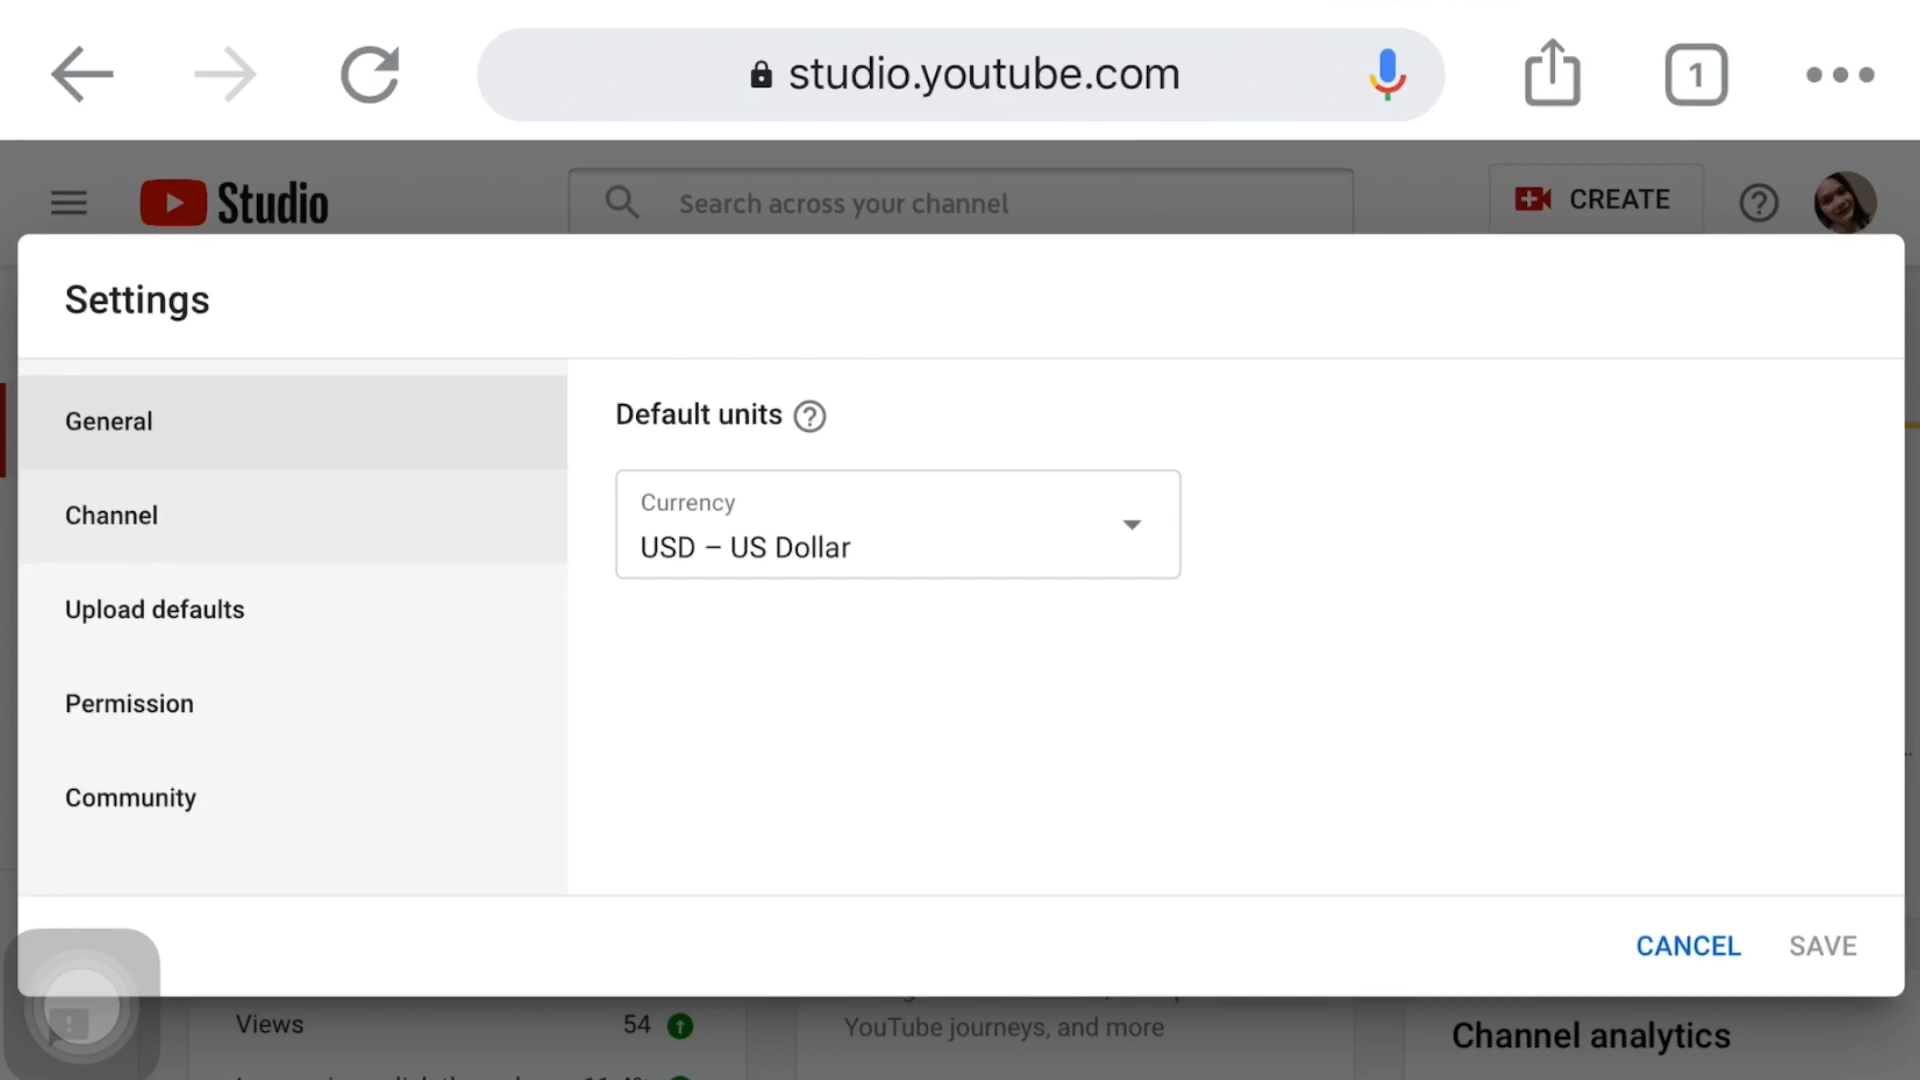 studio.youtube.com
1
Studio
Search across your channel
CREATE
Settings
General
Default units
Currency
USD – US Dollar
Channel
Upload defaults
Permission
Community
CANCEL
SAVE
Views
54
YouTube journeys, and more
Channel analytics